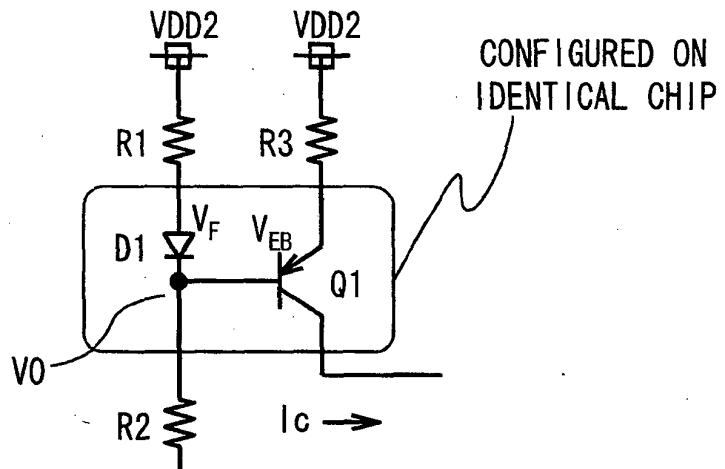 VDD2
VDD2
CONFIGURED ON
IDENTICAL CHIP
R1
R3
VF
VEB
D1
Q1
V0
R2
Ic